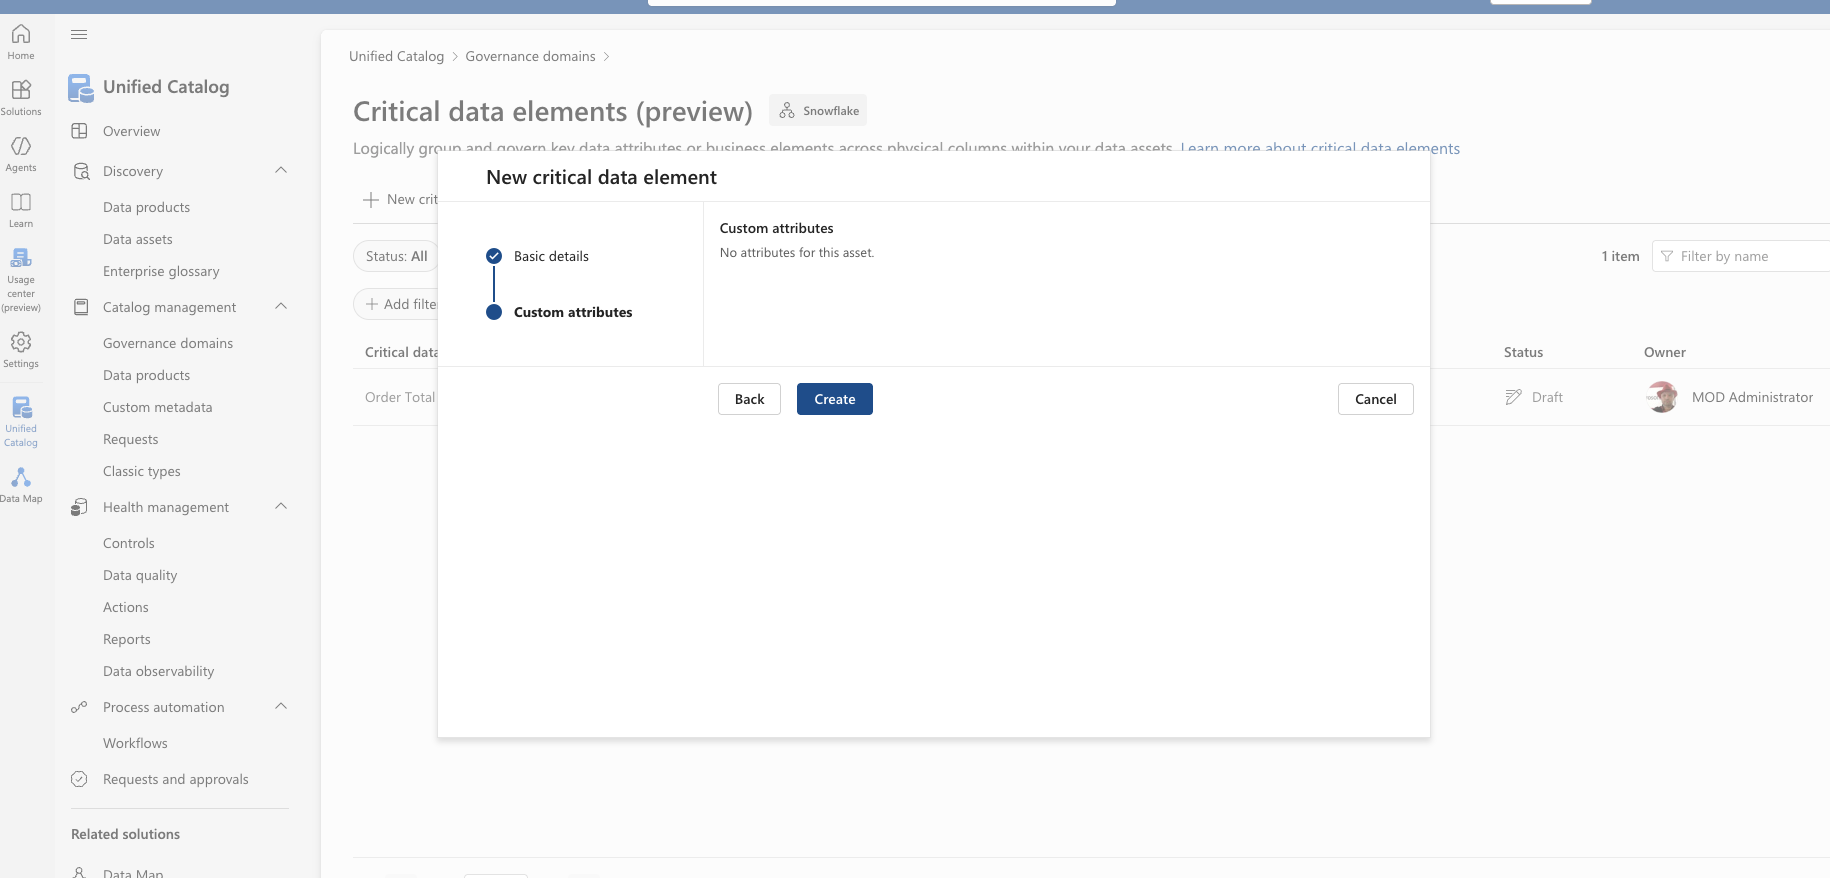 Home
Solutions
Agents
Learn
Usage
center
(preview)
Settings
Unified
Catalog
Data Map
Unified Catalog
Overview
Discovery
Data products
Data assets
Enterprise glossary
Catalog management
Governance domains
Data products
Custom metadata
Requests
Classic types
Health management
Controls
Data quality
Actions
Reports
Data observability
Process automation
Workflows
Requests and approvals
Related solutions
Data Map
Unified Catalog > Governance domains >
Critical data elements (preview) Snowflake
Logically group and govern key data attributes or business elements across physical columns within your data assets. Learn more about critical data elements
New crit
Status: All
1 item Filter by name
Add filte
Critical data Status Owner
Order Total Draft MOD Administrator
New critical data element
Basic details
Custom attributes
Custom attributes
No attributes for this asset.
Back Create Cancel